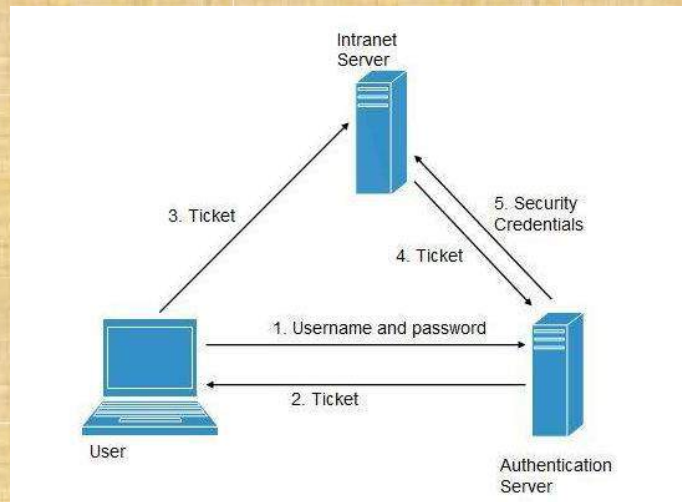 Intranet
Server
3. Ticket
5. Security
Credentials
4. Ticket
1. Username and password
2. Ticket
User
Authentication
Server